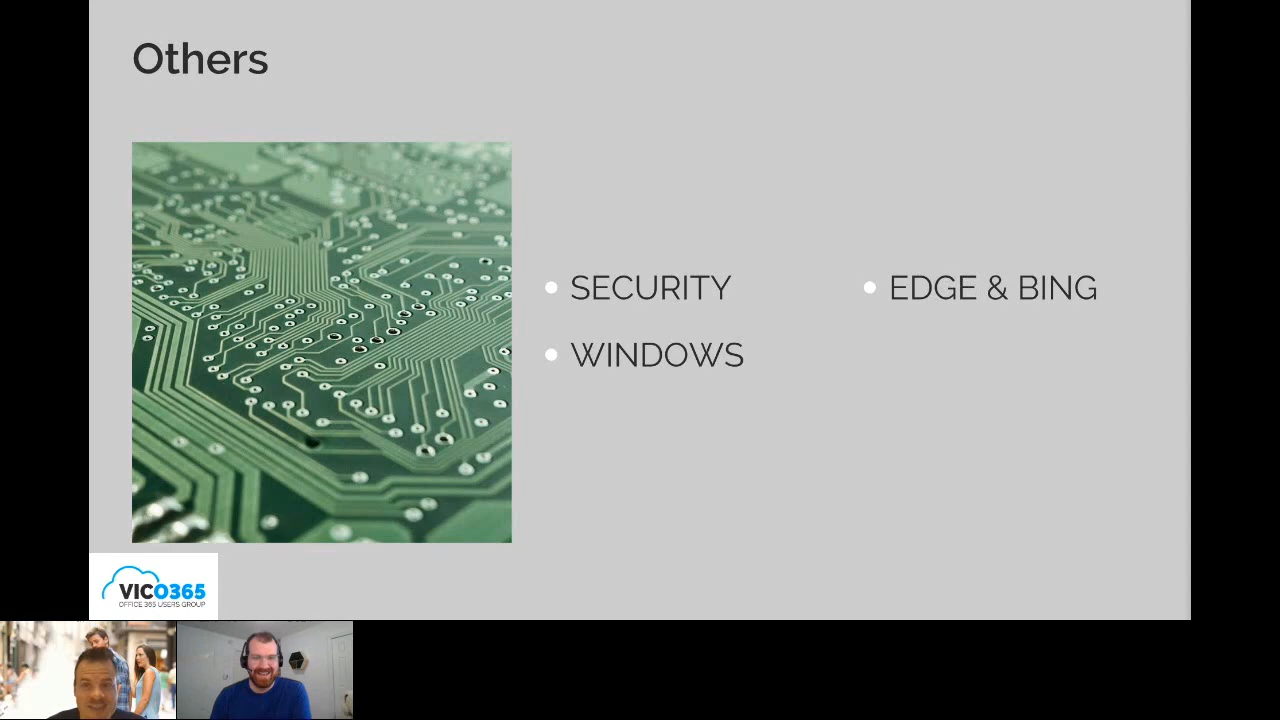 Others
SECURITY
WINDOWS
EDGE & BING
VICO365
OFFICE 365 USERS GROUP